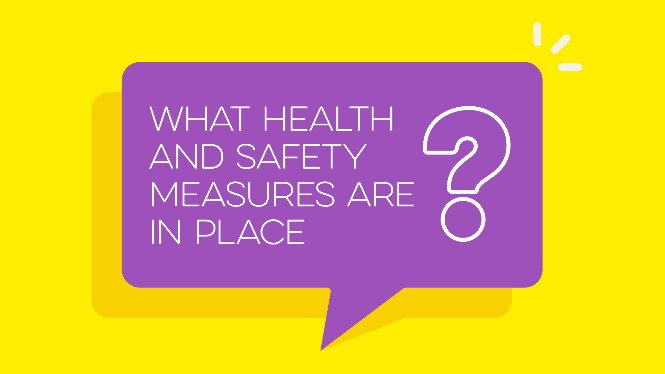 WHAT HEALTH
AND SAFETY
MEASURES ARE
IN PLACE
?